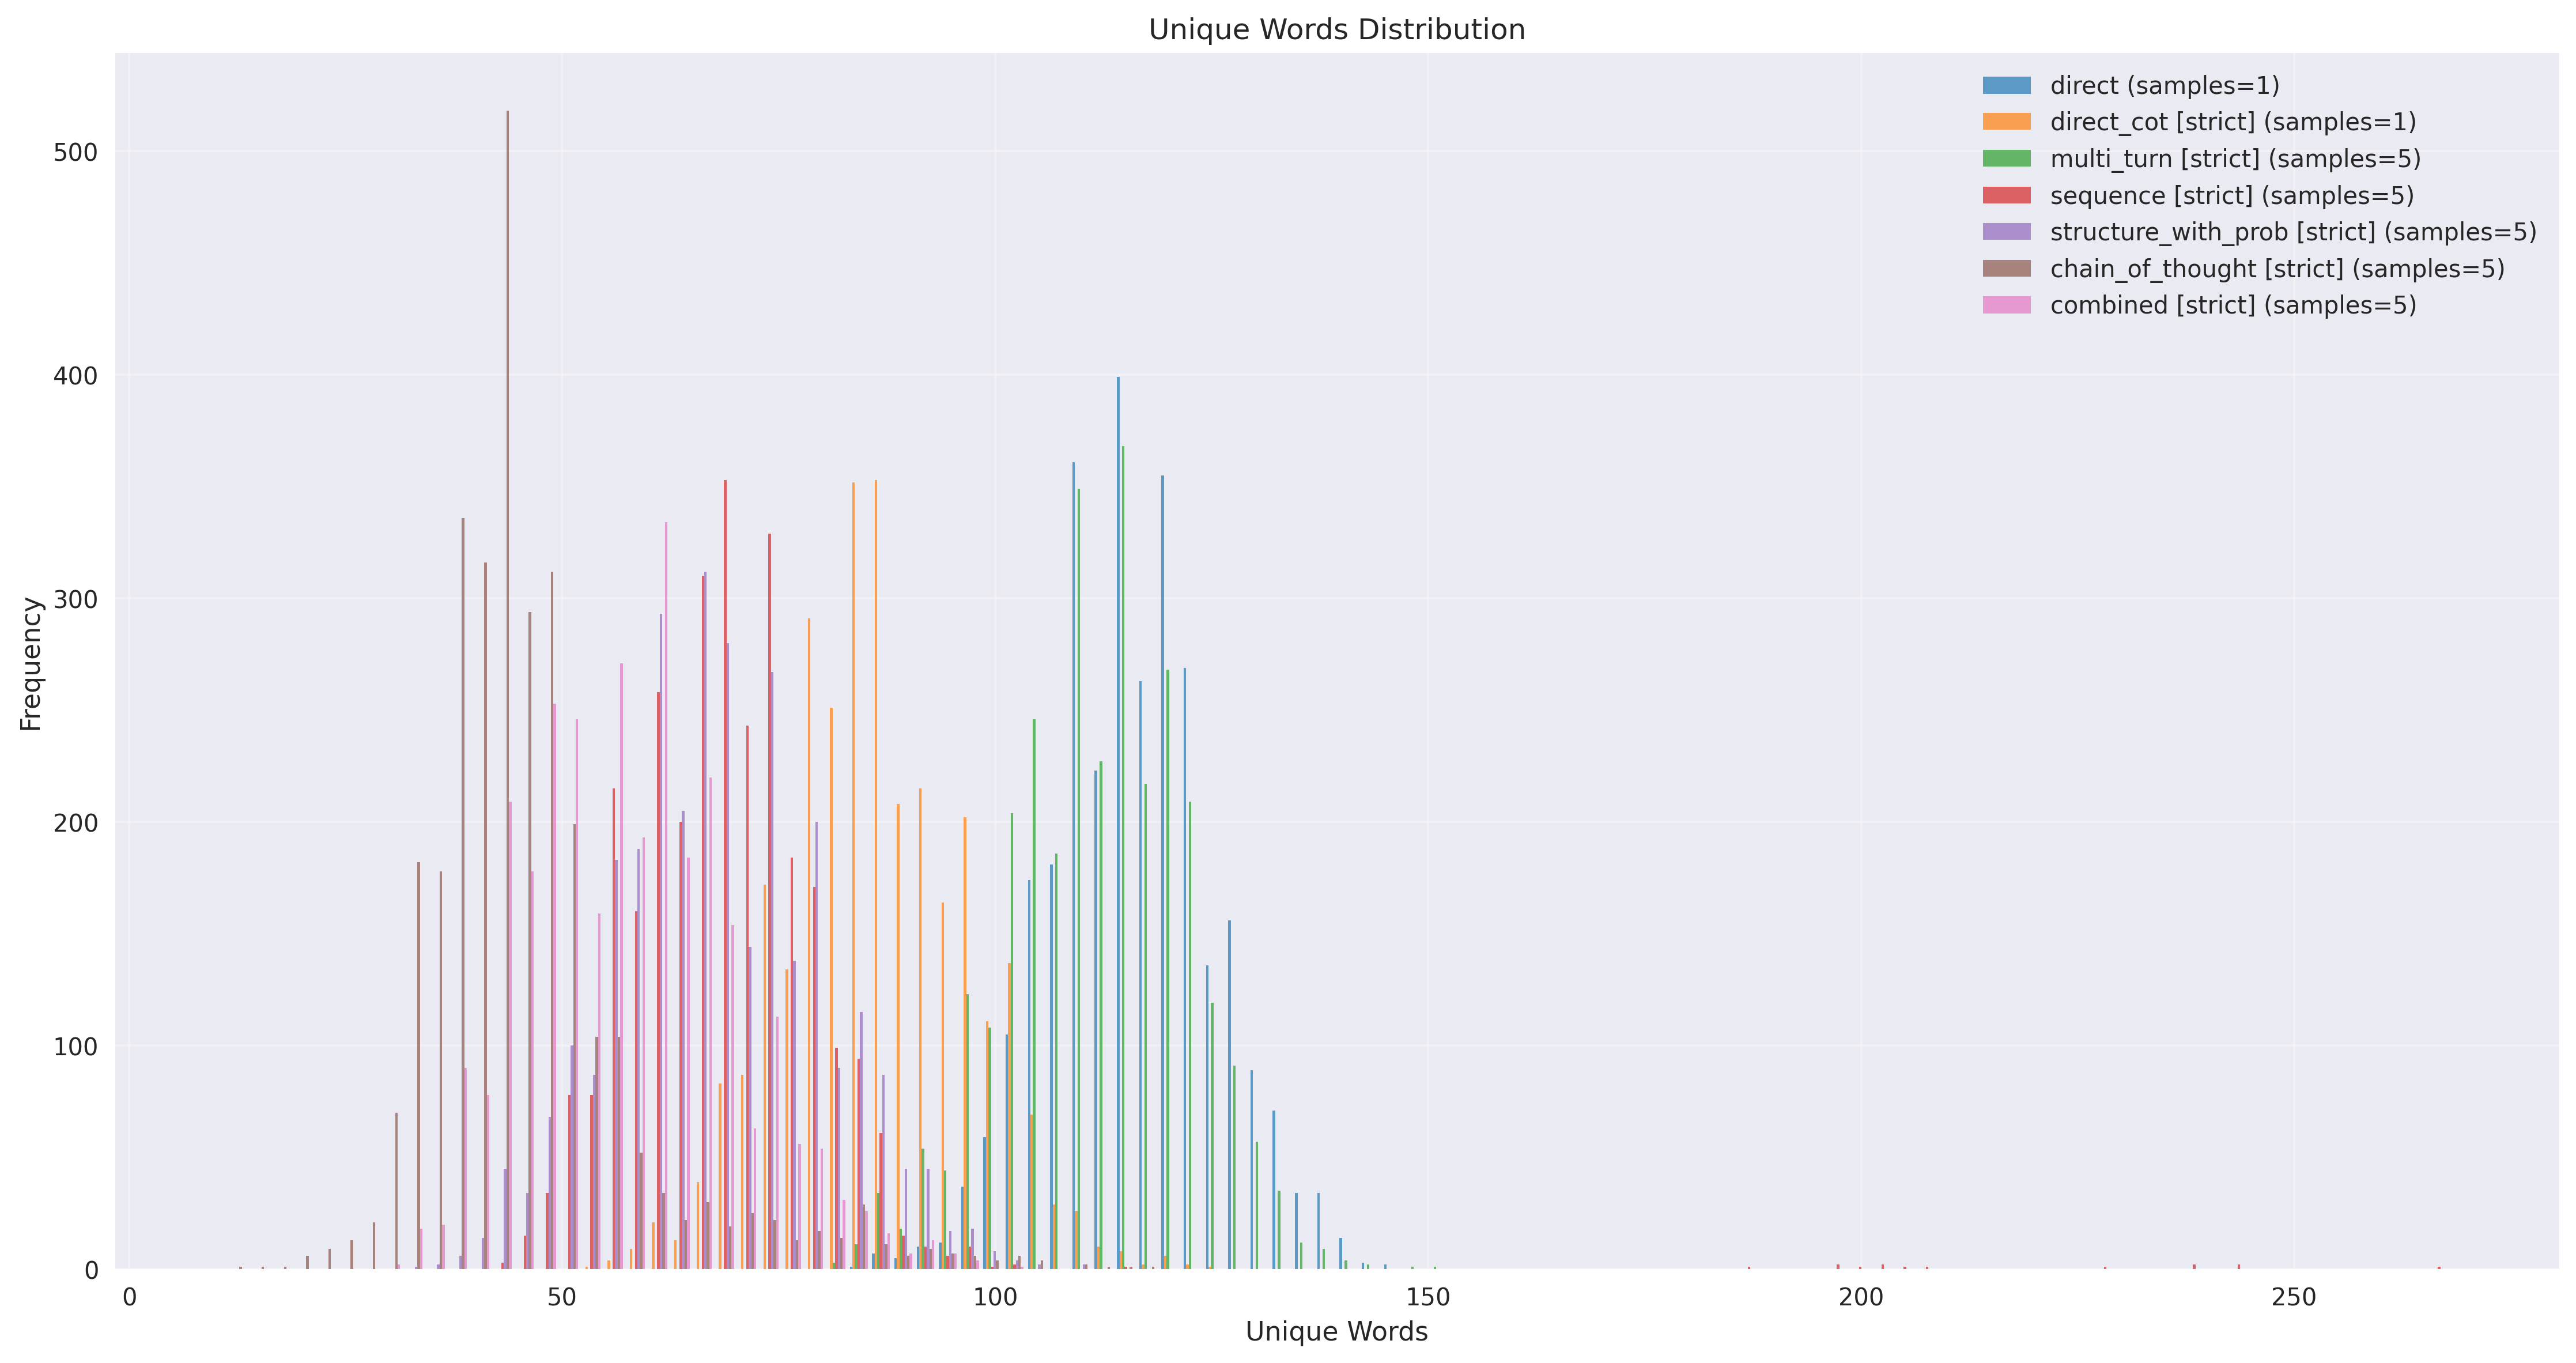 Unique Words Distribution
direct (samples=1)
direct_cot [strict] (samples=1)
multi_turn [strict] (samples=5)
sequence [strict] (samples=5)
structure_with_prob [strict] (samples=5)
chain_of_thought [strict] (samples=5)
combined [strict] (samples=5)
Frequency
500
400
300
200
100
0
0 50 100 150 200 250
Unique Words